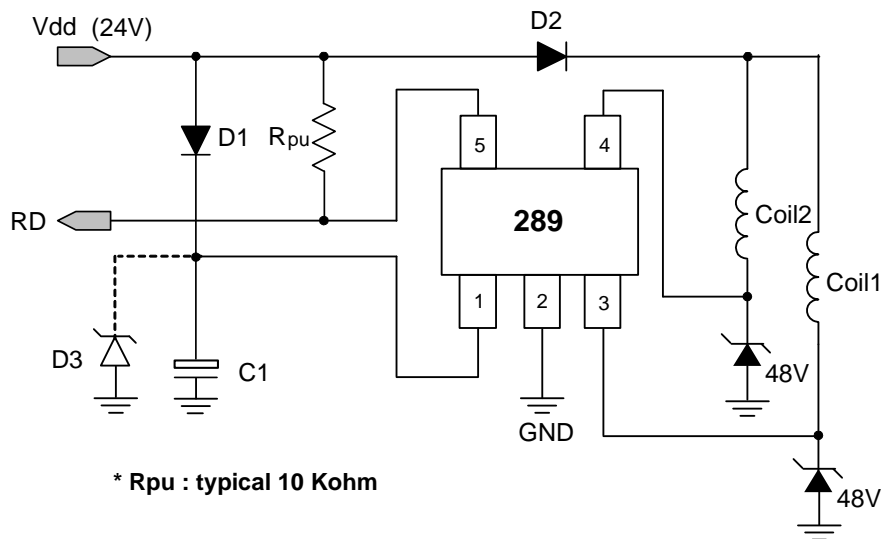 Vdd (24V)
D2
D1
Rpu
5
4
RD
289
Coil2
Coil1
1
2
3
D3
C1
48V
GND
* Rpu : typical 10 Kohm
48V